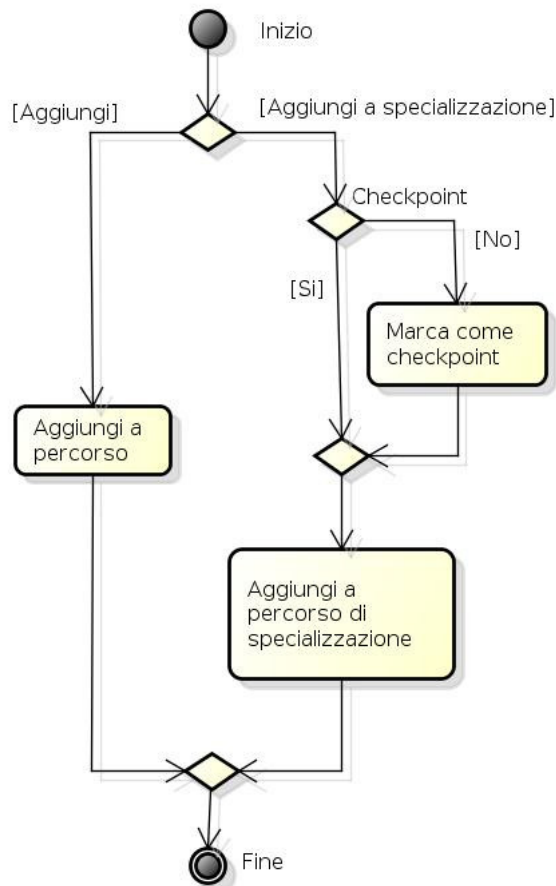 Inizio
[Aggiungi]
[Aggiungi a specializzazione]
Checkpoint
[No]
[Si]
Marca come
checkpoint
Aggiungi a
percorso
Aggiungi a
percorso di
specializzazione
Fine